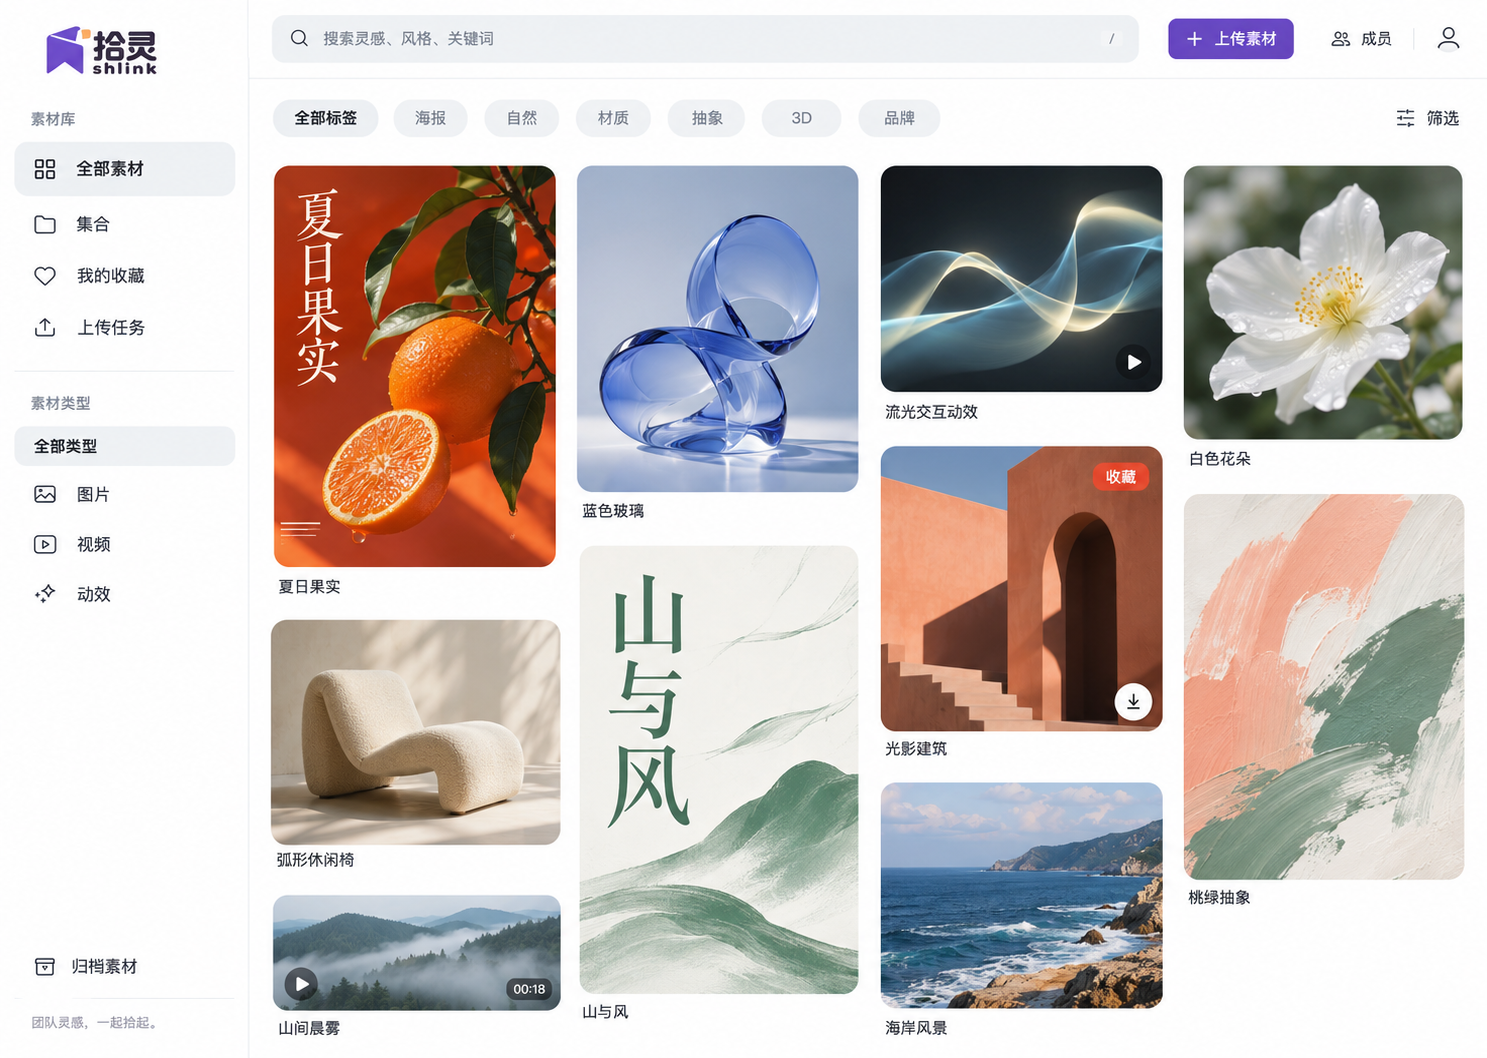 拾灵
shlink
搜索灵感、风格、关键词
/
上传素材
成员
素材库
全部素材
集合
我的收藏
上传任务
素材类型
全部类型
图片
视频
动效
归档素材
团队灵感，一起拾起。
全部标签
海报
自然
材质
抽象
3D
品牌
筛选
夏日果实
夏日果实
弧形休闲椅
00:18
山间晨雾
蓝色玻璃
山与风
山与风
流光交互动效
收藏
光影建筑
海岸风景
白色花朵
桃绿抽象